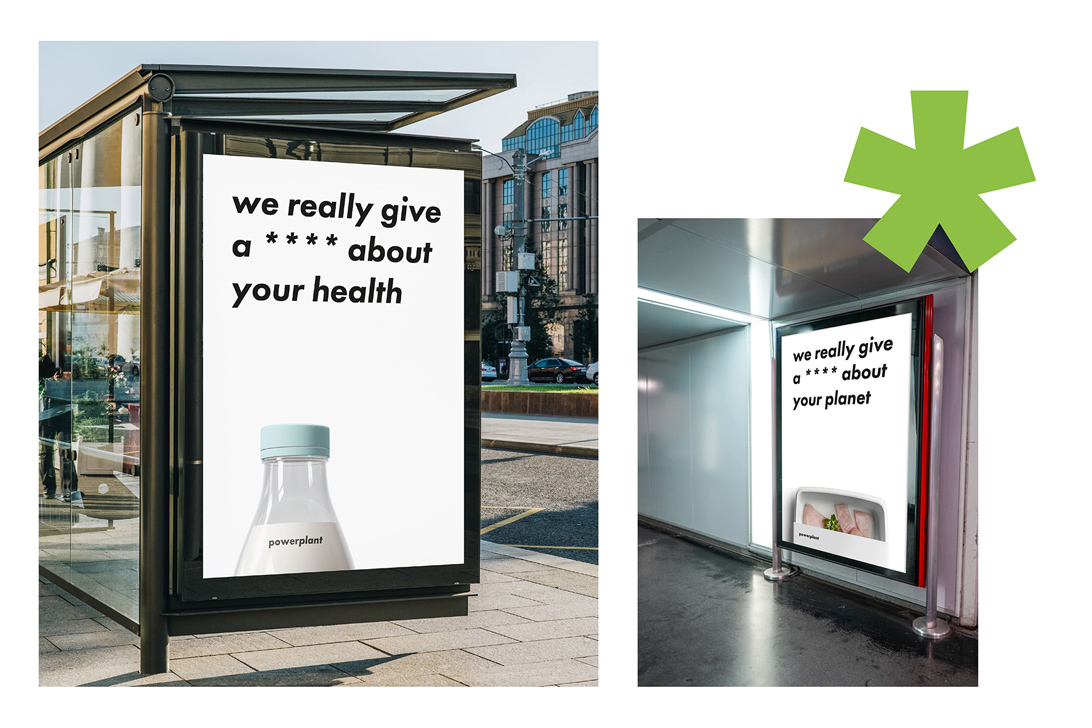 we really give
a **** about
your health
powerplant
we really give
a **** about
your planet
powerplant